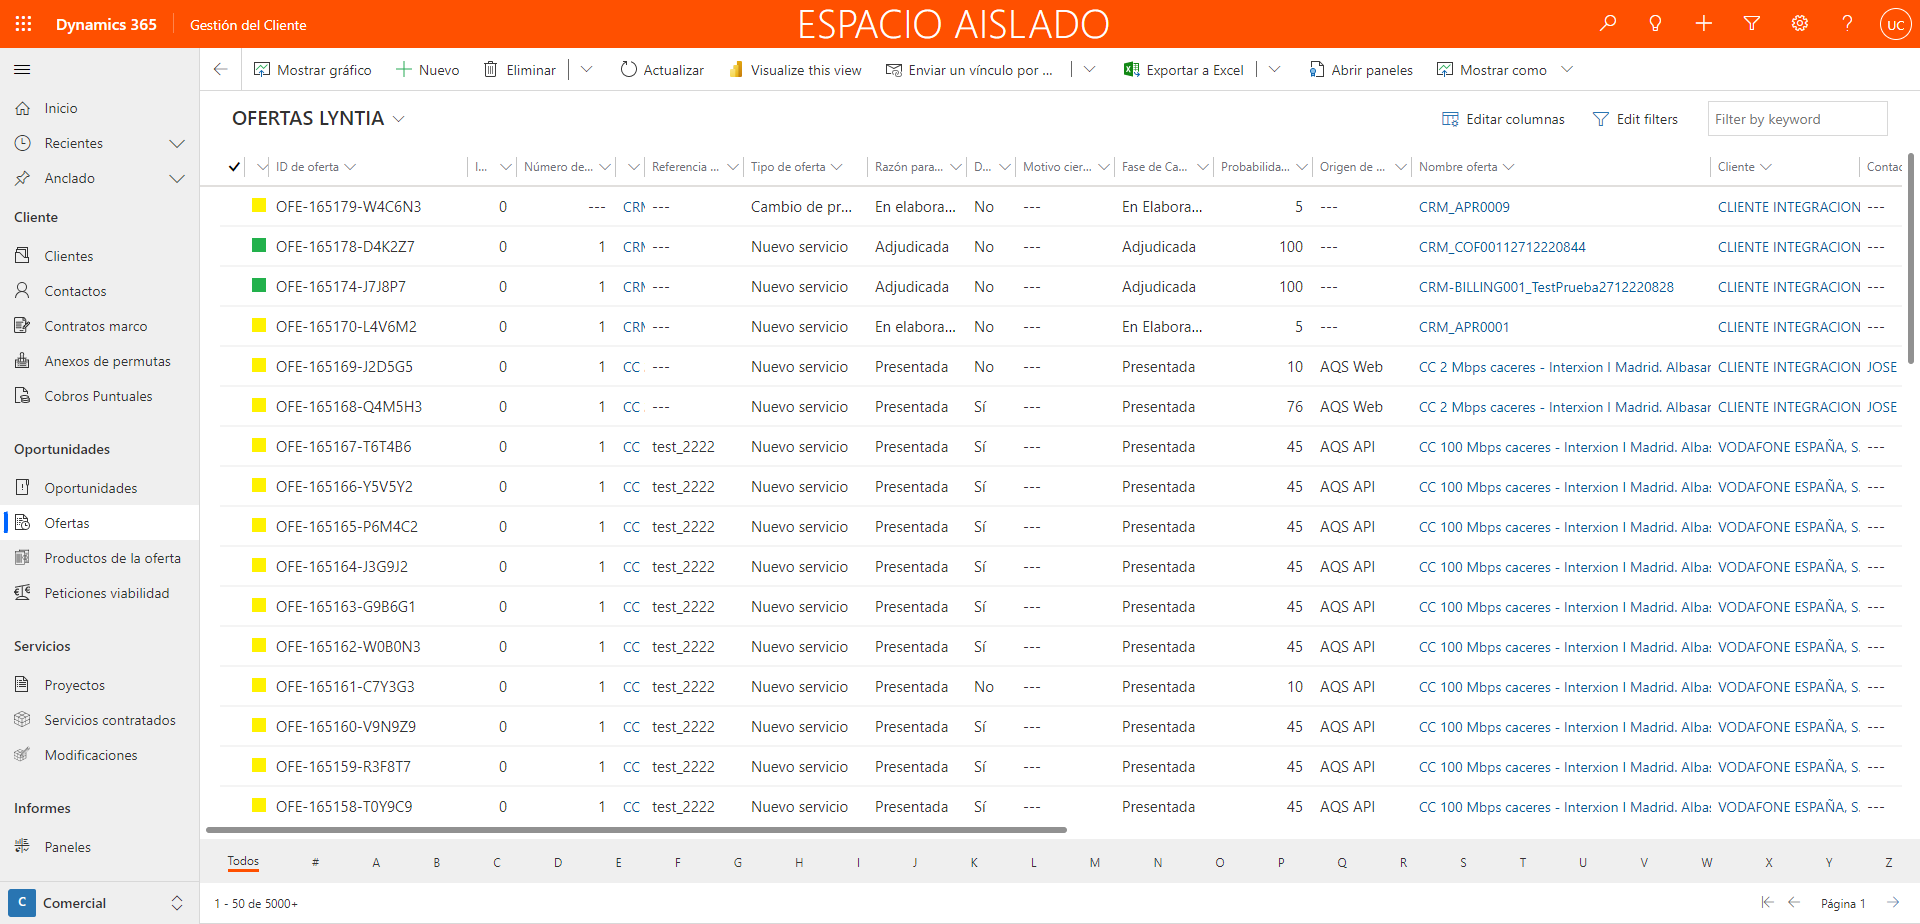 Dynamics 365 Gestión del Cliente ESPACIO AISLADO UC
Mostrar gráfico Nuevo Eliminar Actualizar Visualize this view Enviar un vínculo por ... Exportar a Excel Abrir paneles Mostrar como
Inicio
Recientes
Anclado
Cliente
Clientes
Contactos
Contratos marco
Anexos de permutas
Cobros Puntuales
Oportunidades
Oportunidades
Ofertas
Productos de la oferta
Peticiones viabilidad
Servicios
Proyectos
Servicios contratados
Modificaciones
Informes
Paneles
C Comercial
OFERTAS LYNTIA Editar columnas Edit filters Filter by keyword
ID de oferta I... Número de... Referencia ... Tipo de oferta Razón para... D... Motivo cier... Fase de Ca... Probabilida... Origen de ... Nombre oferta Cliente Contac
OFE-165179-W4C6N3 0 --- CRM --- Cambio de pr... En elabora... No En Elabora... 5 --- CRM_APR0009 CLIENTE INTEGRACION ---
OFE-165178-D4K2Z7 0 1 CRM --- Nuevo servicio Adjudicada No Adjudicada 100 --- CRM_COF00112712220844 CLIENTE INTEGRACION ---
OFE-165174-J7J8P7 0 1 CRM --- Nuevo servicio Adjudicada No Adjudicada 100 --- CRM-BILLING001_TestPrueba2712220828 CLIENTE INTEGRACION ---
OFE-165170-L4V6M2 0 1 CRM --- Nuevo servicio En elabora... No En Elabora... 5 --- CRM_APR0001 CLIENTE INTEGRACION ---
OFE-165169-J2D5G5 0 1 CC --- Nuevo servicio Presentada No --- Presentada 10 AQS Web CC 2 Mbps caceres - Interxion I Madrid. Albasar CLIENTE INTEGRACION JOSE
OFE-165168-Q4M5H3 0 1 CC --- Nuevo servicio Presentada Sí --- Presentada 76 AQS Web CC 2 Mbps caceres - Interxion I Madrid. Albasar CLIENTE INTEGRACION JOSE
OFE-165167-T6T4B6 0 1 CC test_2222 Nuevo servicio Presentada Sí --- Presentada 45 AQS API CC 100 Mbps caceres - Interxion I Madrid. Albas VODAFONE ESPAÑA, S. ---
OFE-165166-Y5V5Y2 0 1 CC test_2222 Nuevo servicio Presentada Sí --- Presentada 45 AQS API CC 100 Mbps caceres - Interxion I Madrid. Albas VODAFONE ESPAÑA, S. ---
OFE-165165-P6M4C2 0 1 CC test_2222 Nuevo servicio Presentada Sí --- Presentada 45 AQS API CC 100 Mbps caceres - Interxion I Madrid. Albas VODAFONE ESPAÑA, S. ---
OFE-165164-J3G9J2 0 1 CC test_2222 Nuevo servicio Presentada Sí --- Presentada 45 AQS API CC 100 Mbps caceres - Interxion I Madrid. Albas VODAFONE ESPAÑA, S. ---
OFE-165163-G9B6G1 0 1 CC test_2222 Nuevo servicio Presentada Sí --- Presentada 45 AQS API CC 100 Mbps caceres - Interxion I Madrid. Albas VODAFONE ESPAÑA, S. ---
OFE-165162-W0B0N3 0 1 CC test_2222 Nuevo servicio Presentada Sí --- Presentada 45 AQS API CC 100 Mbps caceres - Interxion I Madrid. Albas VODAFONE ESPAÑA, S. ---
OFE-165161-C7Y3G3 0 1 CC test_2222 Nuevo servicio Presentada No --- Presentada 10 AQS API CC 100 Mbps caceres - Interxion I Madrid. Albas VODAFONE ESPAÑA, S. ---
OFE-165160-V9N9Z9 0 1 CC test_2222 Nuevo servicio Presentada Sí --- Presentada 45 AQS API CC 100 Mbps caceres - Interxion I Madrid. Albas VODAFONE ESPAÑA, S. ---
OFE-165159-R3F8T7 0 1 CC test_2222 Nuevo servicio Presentada Sí --- Presentada 45 AQS API CC 100 Mbps caceres - Interxion I Madrid. Albas VODAFONE ESPAÑA, S. ---
OFE-165158-T0Y9C9 0 1 CC test_2222 Nuevo servicio Presentada Sí --- Presentada 45 AQS API CC 100 Mbps caceres - Interxion I Madrid. Albas VODAFONE ESPAÑA, S. ---
Todos # A B C D E F G H I J K L M N O P Q R S T U V W X Y Z
1 - 50 de 5000+ Página 1